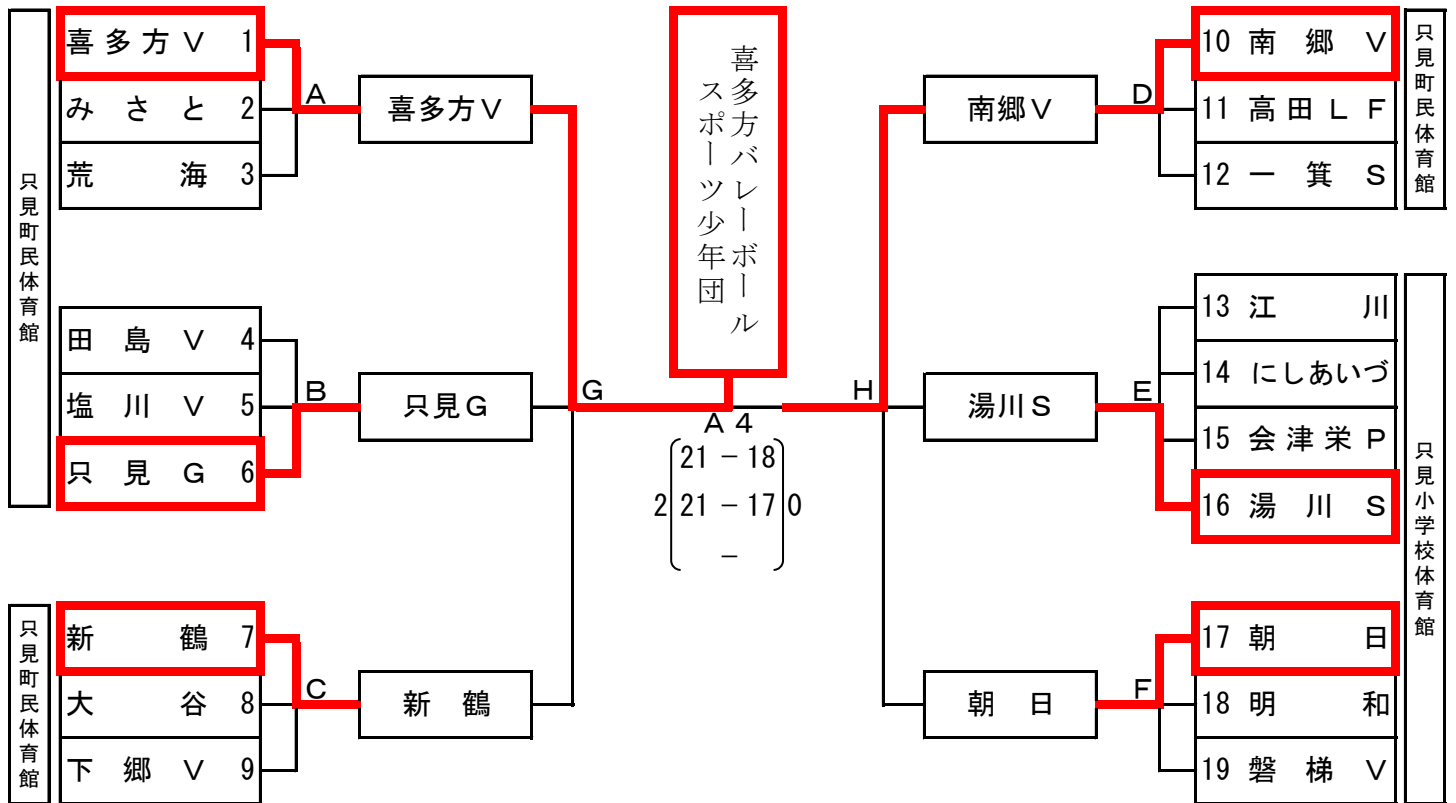 只見町民体育館
喜多方Ｖ 1
みさと 2
荒海 3
田島Ｖ 4
塩川Ｖ 5
只見Ｇ 6
只見町民体育館
新鶴 7
大谷 8
下郷Ｖ 9
A
B
C
喜多方Ｖ
只見Ｇ
新鶴
G
喜多方バレーボール
スポーツ少年団
Ａ４
21 － 18
2 21 － 17 0
－
H
南郷Ｖ
湯川Ｓ
朝日
D
E
F
10 南郷Ｖ
11 高田ＬＦ
12 一箕Ｓ
只見町民体育館
13 江川
14 にしあいづ
15 会津栄Ｐ
16 湯川Ｓ
17 朝日
18 明和
19 磐梯Ｖ
只見小学校体育館